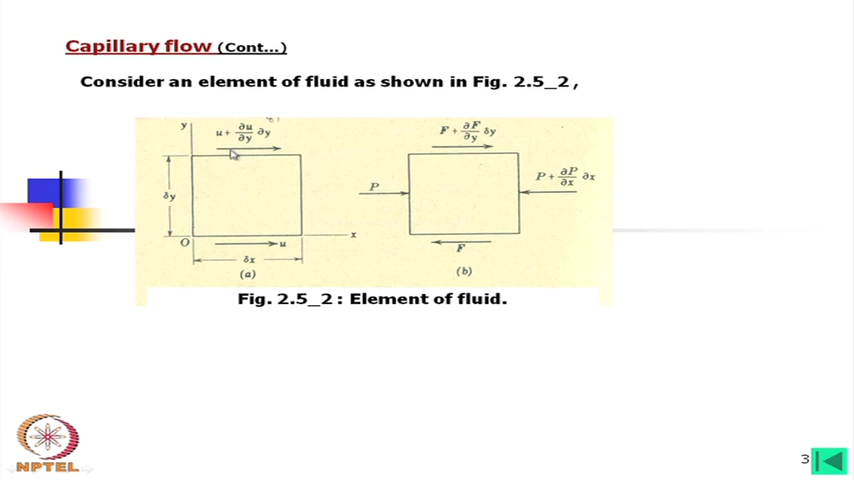 Capillary flow (Cont...)
Consider an element of fluid as shown in Fig. 2.5_2 ,
y
u + ∂u/∂y ∂y
F + ∂F/∂y δy
P
P + ∂P/∂x ∂x
δy
O
u
x
F
δx
(a)
(b)
Fig. 2.5_2 : Element of fluid.
NPTEL
3